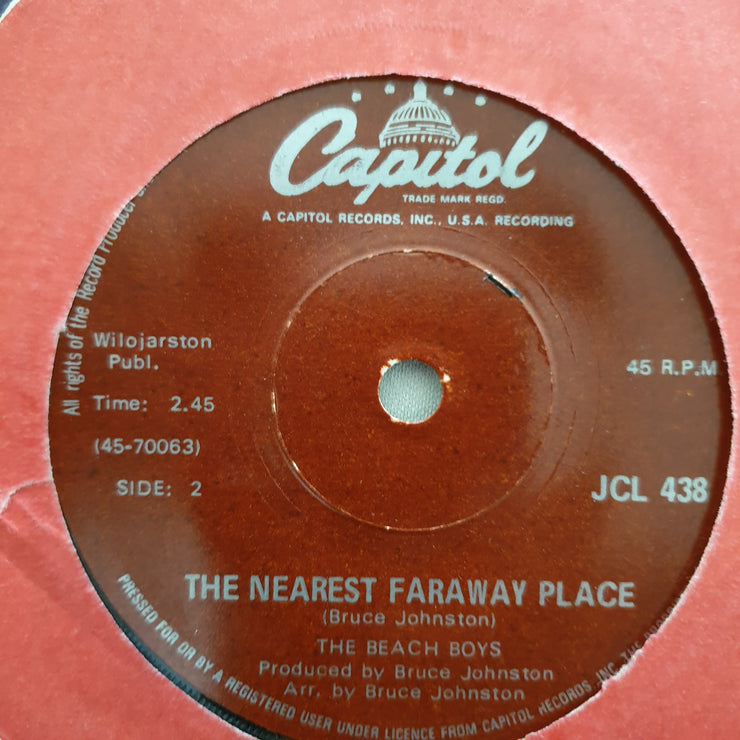 Capitol
TRADE MARK REGD.
A CAPITOL RECORDS, INC., U.S.A. RECORDING
All rights of the Record Producer
Wilojarston
Publ.
Time: 2.45
(45-70063)
SIDE: 2
45 R.P.M
JCL 438
THE NEAREST FARAWAY PLACE
(Bruce Johnston)
THE BEACH BOYS
Produced by Bruce Johnston
Arr. by Bruce Johnston
PRESSED FOR OR BY A REGISTERED USER UNDER LICENCE FROM CAPITOL RECORDS INC. THE